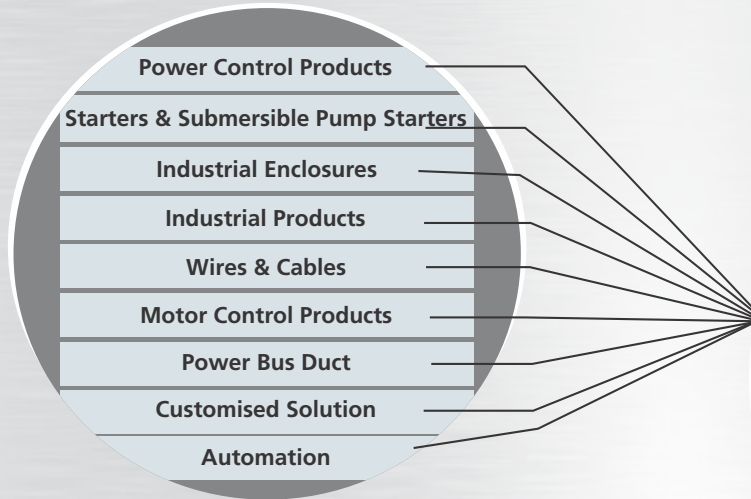 Power Control Products
Starters & Submersible Pump Starters
Industrial Enclosures
Industrial Products
Wires & Cables
Motor Control Products
Power Bus Duct
Customised Solution
Automation